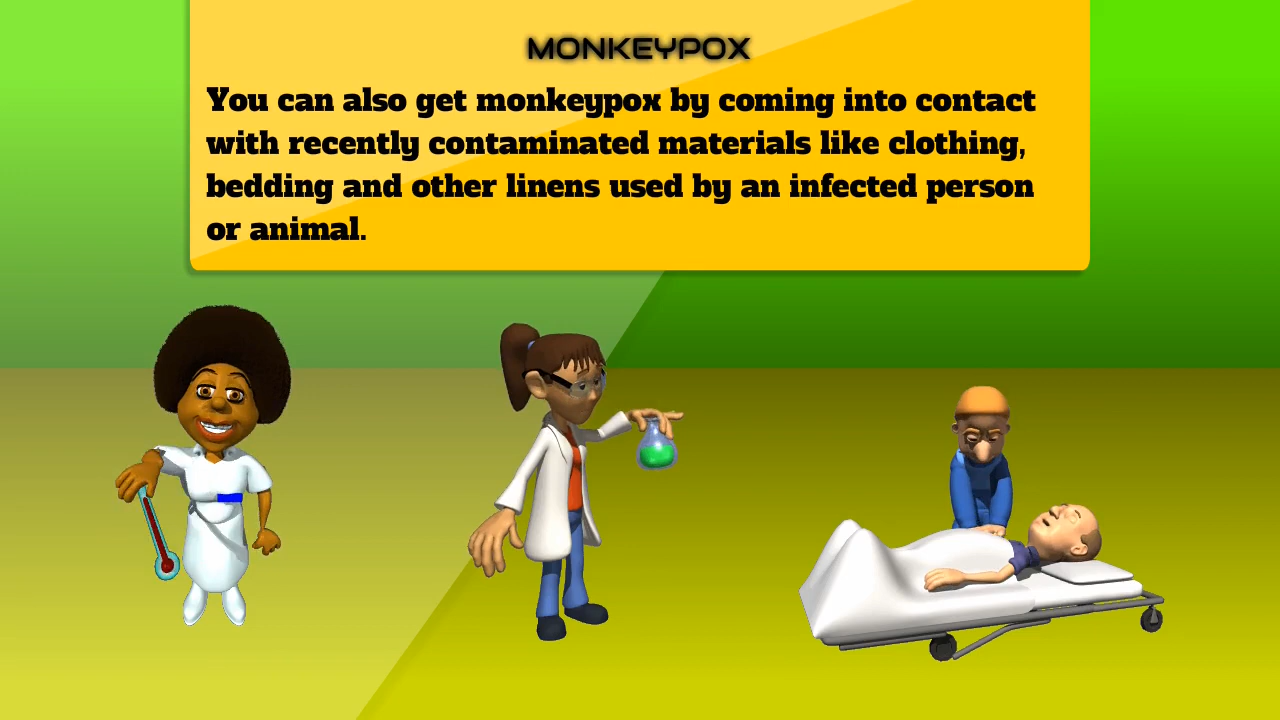 MONKEYPOX
You can also get monkeypox by coming into contact
with recently contaminated materials like clothing,
bedding and other linens used by an infected person
or animal.